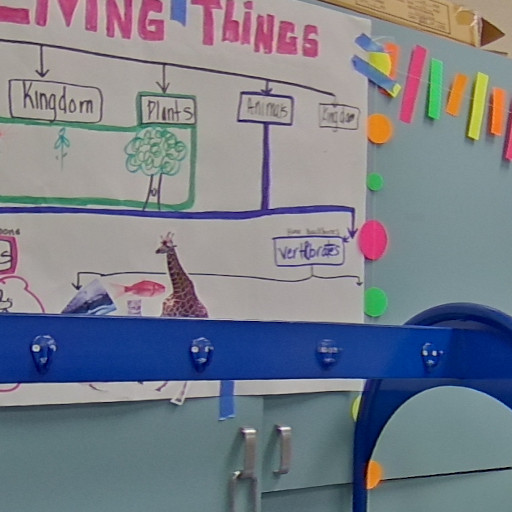 LIVING THINGS
Kingdom
Plants
Animals
Kingdom
vertebrates